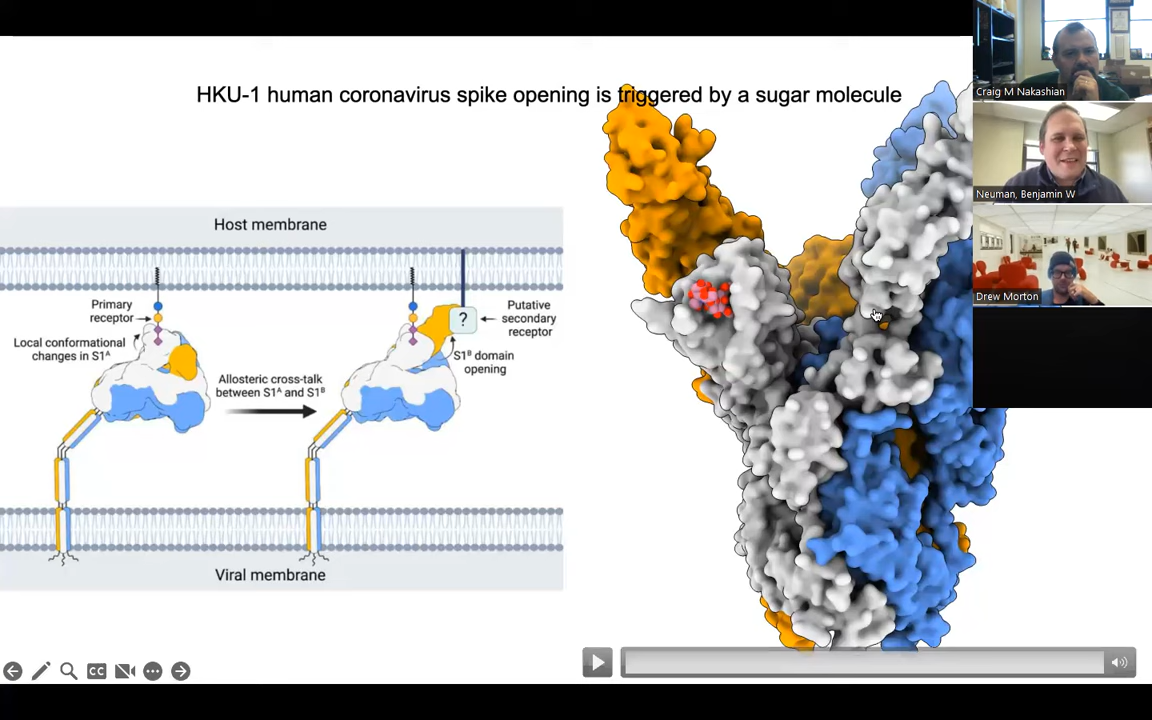 HKU-1 human coronavirus spike opening is triggered by a sugar molecule
Host membrane
Primary
receptor
Local conformational
changes in S1ᴬ
Allosteric cross-talk
between S1ᴬ and S1ᴮ
?
Putative
secondary
receptor
S1ᴮ domain
opening
Viral membrane
CC
Craig M Nakashian
Neuman, Benjamin W
Drew Morton